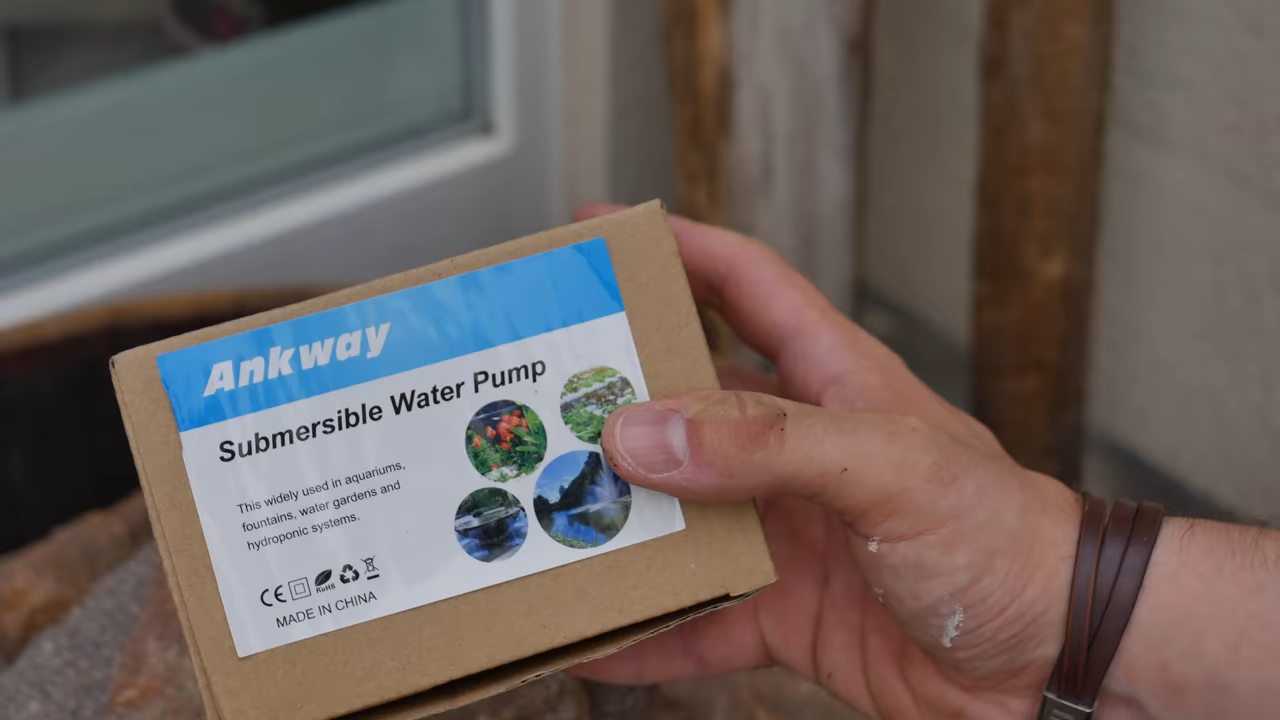 Ankway
Submersible Water Pump
This widely used in aquariums,
fountains, water gardens and
hydroponic systems.
CE RoHS
MADE IN CHINA